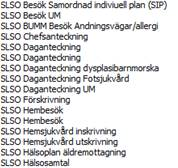 SLSO Besök Samordnad indiviuell plan (SIP)
SLSO Besök UM
SLSO BUMM Besök Andningsvägar/allergi
SLSO Chefsanteckning
SLSO Daganteckning
SLSO Daganteckning
SLSO Daganteckning dysplasibarnmorska
SLSO Daganteckning Fotsjukvård
SLSO Daganteckning UM
SLSO Förskrivning
SLSO Hembesök
SLSO Hembesök
SLSO Hemsjukvård inskrivning
SLSO Hemsjukvård utskrivning
SLSO Hälsoplan äldremottagning
SLSO Hälsosamtal